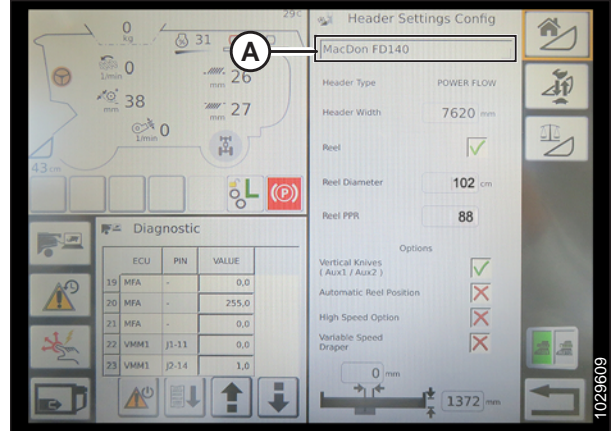 0
kg
31
29c
0
1/min
26
mm
38
mm
27
mm
0
1/min
43 cm
L
(P)
Diagnostic
ECU PIN VALUE
19 MFA - 0,0
20 MFA - 255,0
21 MFA - 0,0
22 VMM1 J1-11 0,0
23 VMM1 J2-14 1,0
A
Header Settings Config
MacDon FD140
Header Type POWER FLOW
Header Width 7620 mm
Reel
Reel Diameter 102 cm
Reel PPR 88
Options
Vertical Knives
( Aux1 / Aux2 )
Automatic Reel Position
High Speed Option
Variable Speed
Draper
0 mm
1372 mm
1029609